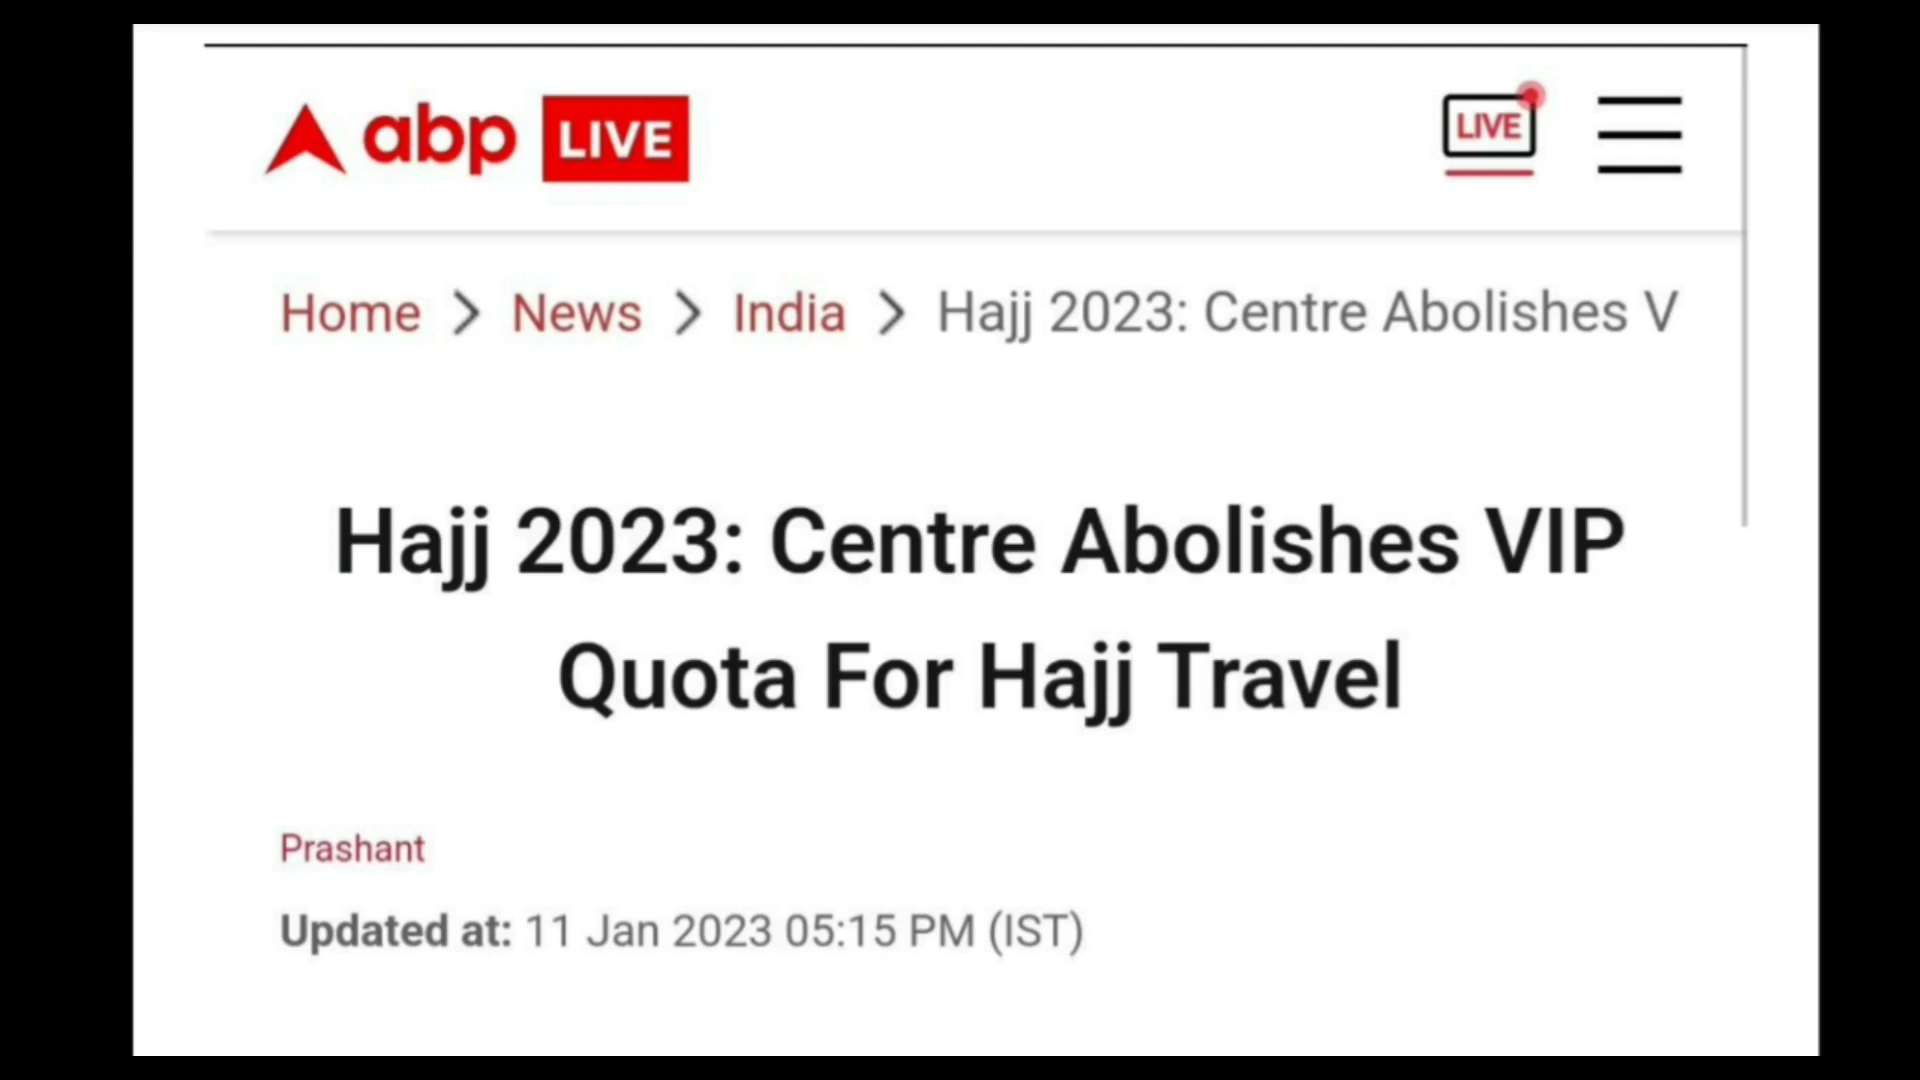 abp LIVE
LIVE
Home > News > India > Hajj 2023: Centre Abolishes V
Hajj 2023: Centre Abolishes VIP
Quota For Hajj Travel
Prashant
Updated at: 11 Jan 2023 05:15 PM (IST)